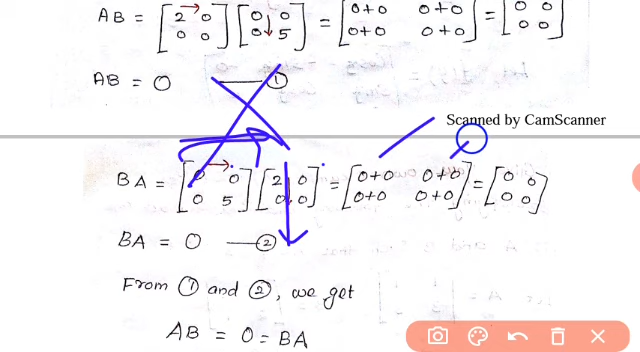 AB = [2 0 0 0] [0 0 0 5] = [0+0 0+0 0+0 0+0] = [0 0 0 0]
AB = 0 — ①
Scanned by CamScanner
BA = [0 0 0 5] [2 0 0 0] = [0+0 0+0 0+0 0+0] = [0 0 0 0]
BA = 0 — ②
From ① and ②, we get
AB = 0 = BA